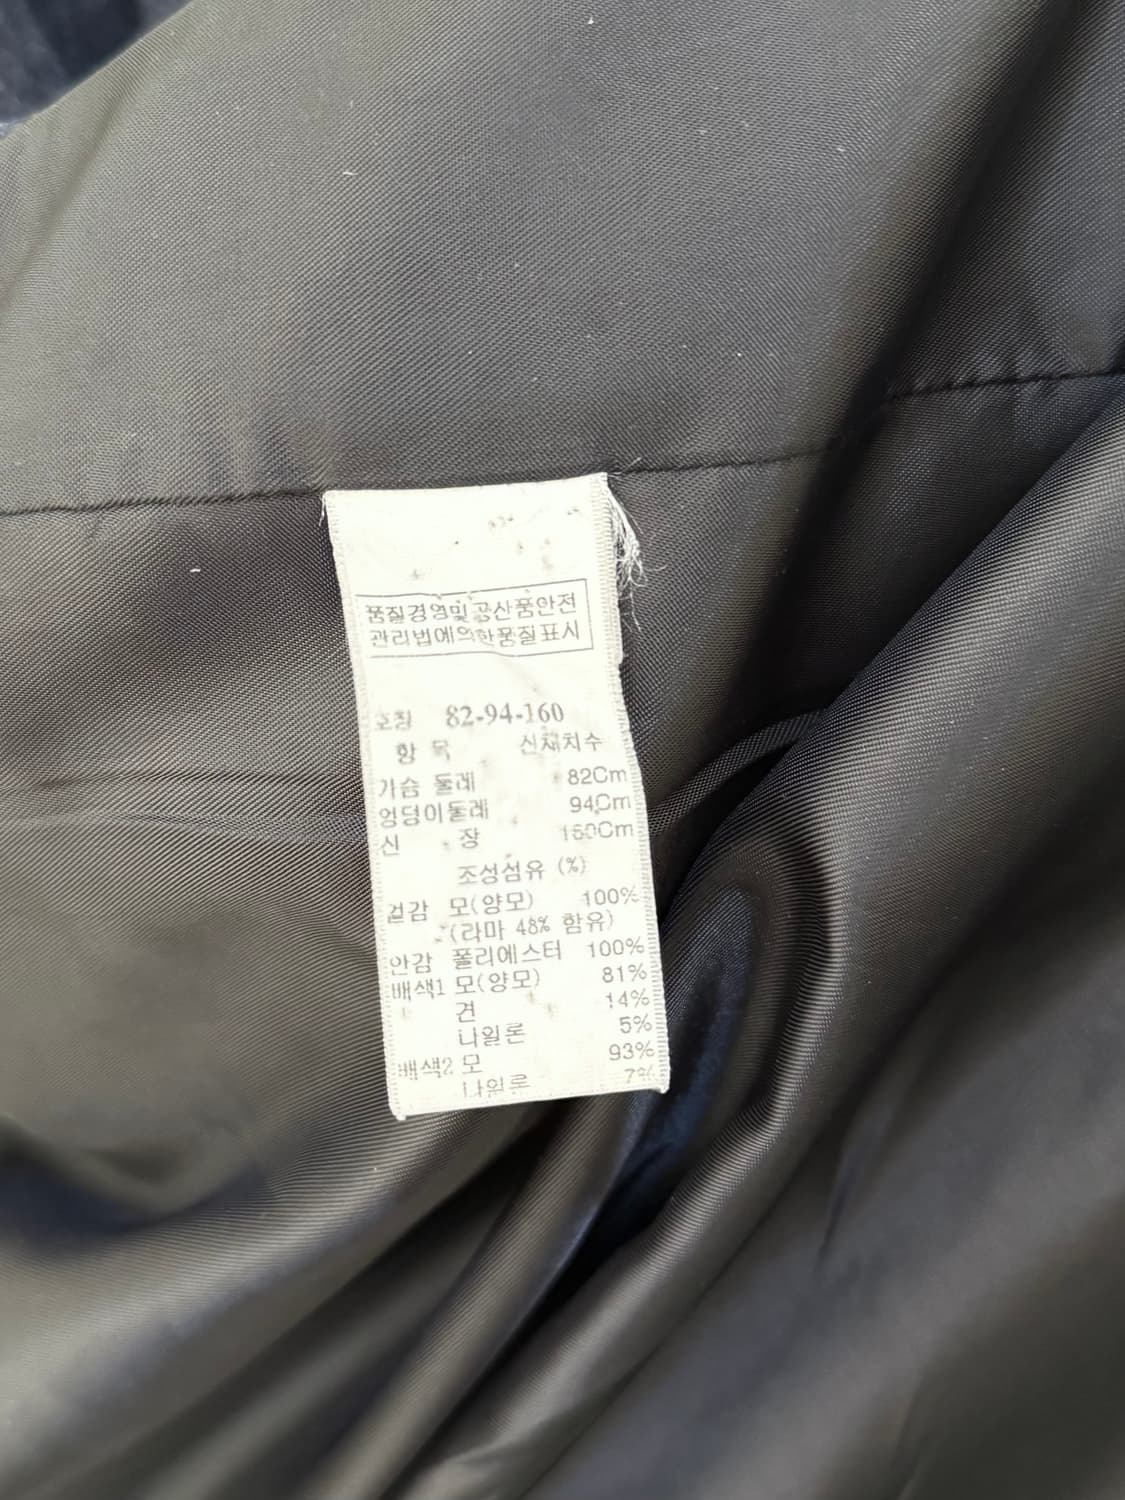 품질경영및공산품안전
관리법에의한품질표시
호칭 82-94-160
항 목 신체치수
가슴 둘레 82Cm
엉덩이둘레 94Cm
신 장 160Cm
조성섬유 (%)
겉감 모(양모) 100%
(라마 48% 함유)
안감 폴리에스터 100%
배색1 모(양모) 81%
견 14%
나일론 5%
배색2 모 93%
나일론 7%